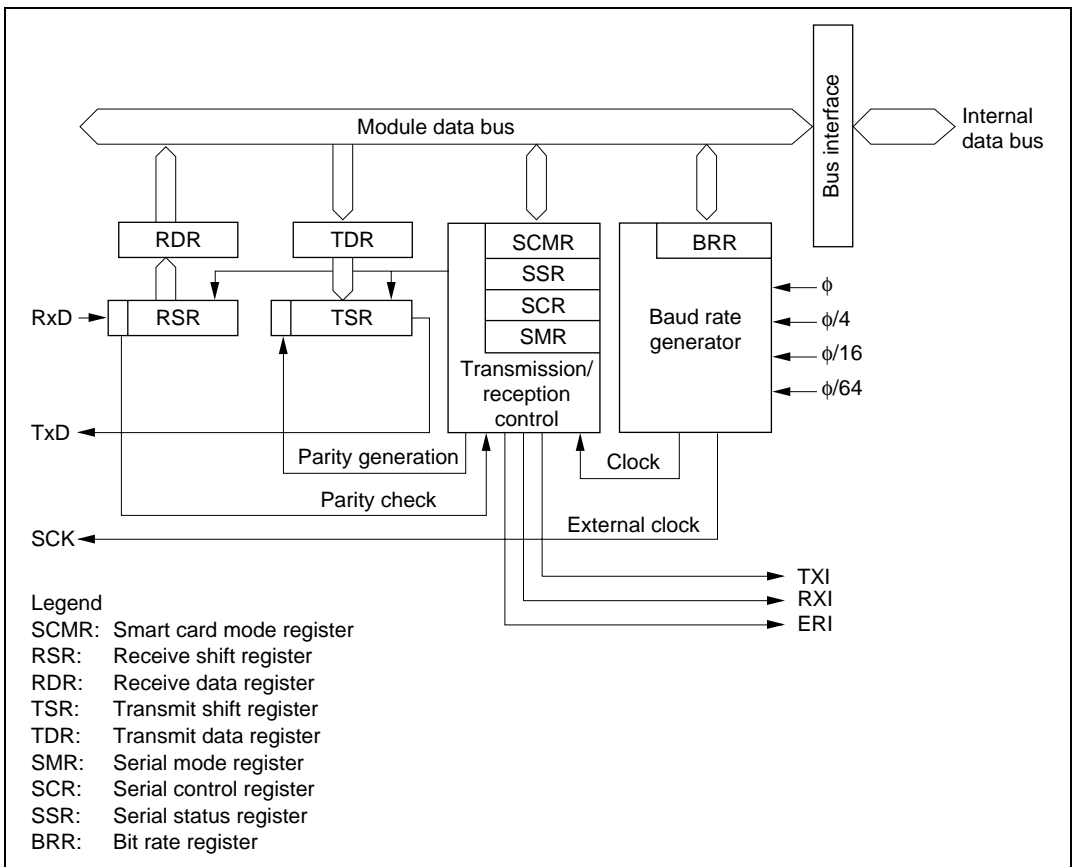 Module data bus
Bus interface
Internal
data bus
RDR
TDR
SCMR
BRR
SSR
SCR
SMR
RxD
RSR
TSR
Transmission/
reception
control
Baud rate
generator
ϕ
ϕ/4
ϕ/16
ϕ/64
TxD
Parity generation
Clock
Parity check
SCK
External clock
TXI
RXI
ERI
Legend
SCMR: Smart card mode register
RSR: Receive shift register
RDR: Receive data register
TSR: Transmit shift register
TDR: Transmit data register
SMR: Serial mode register
SCR: Serial control register
SSR: Serial status register
BRR: Bit rate register